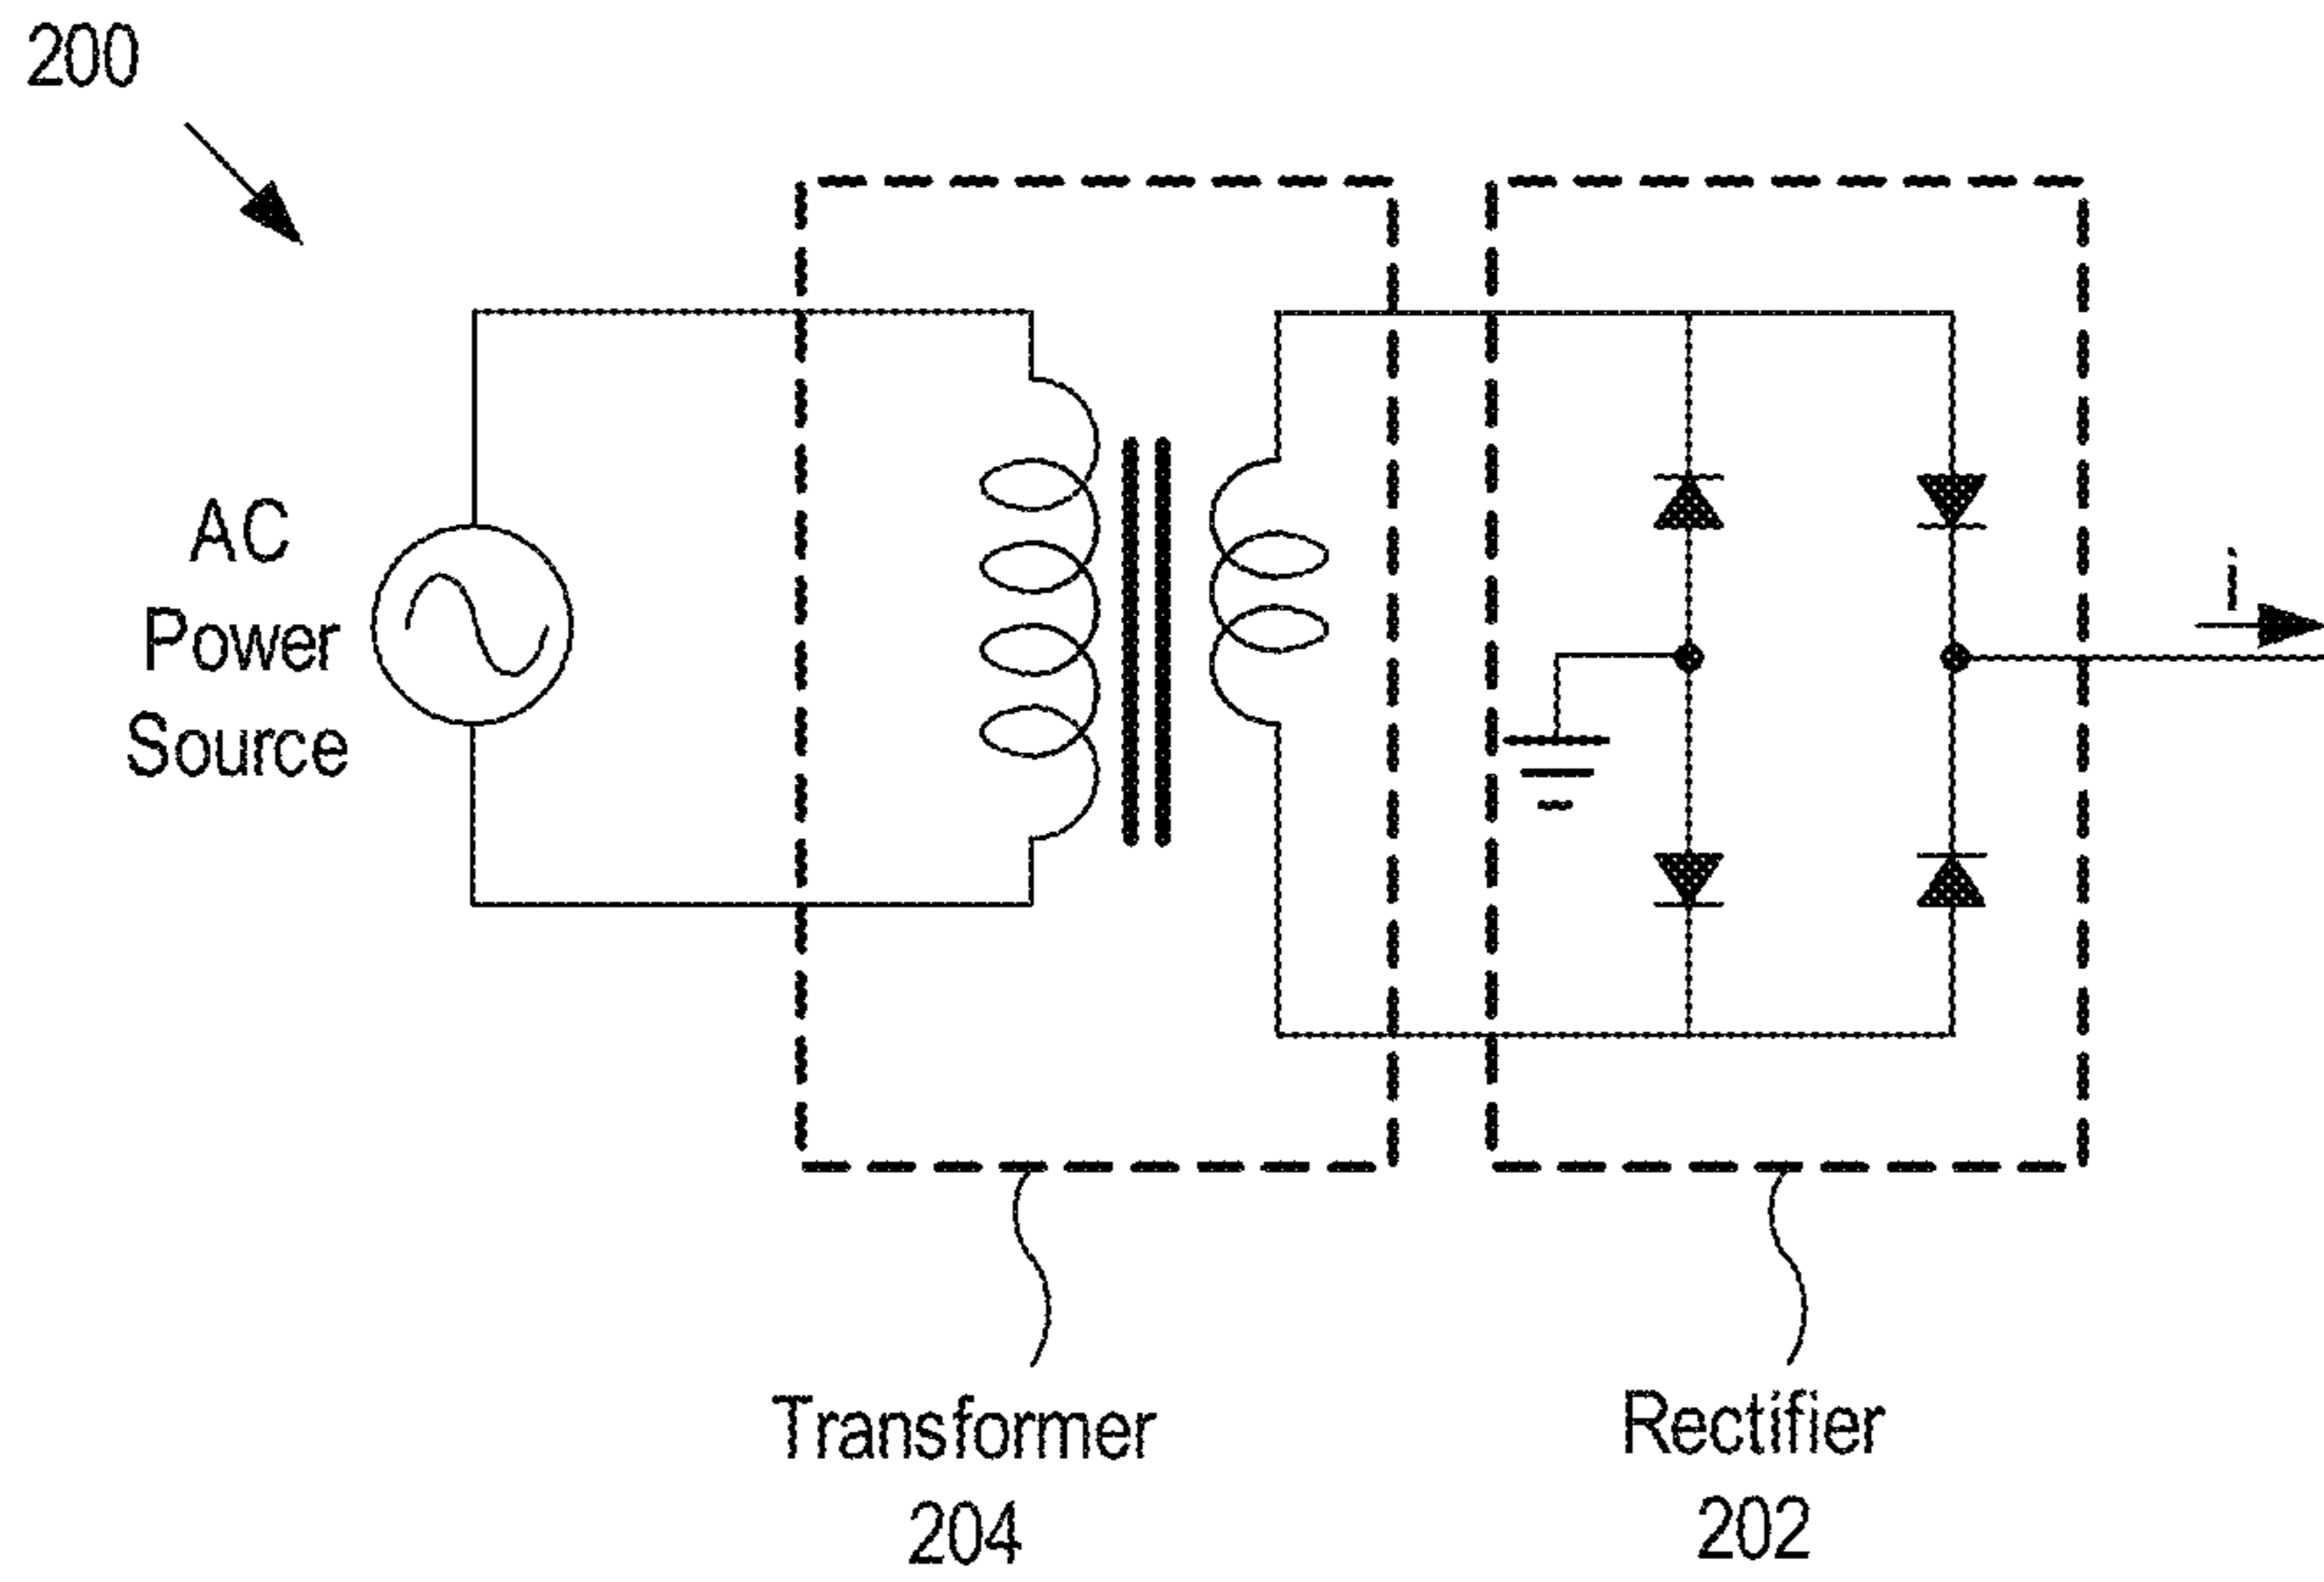 200
AC
Power
Source
i
Transformer
204
Rectifier
202